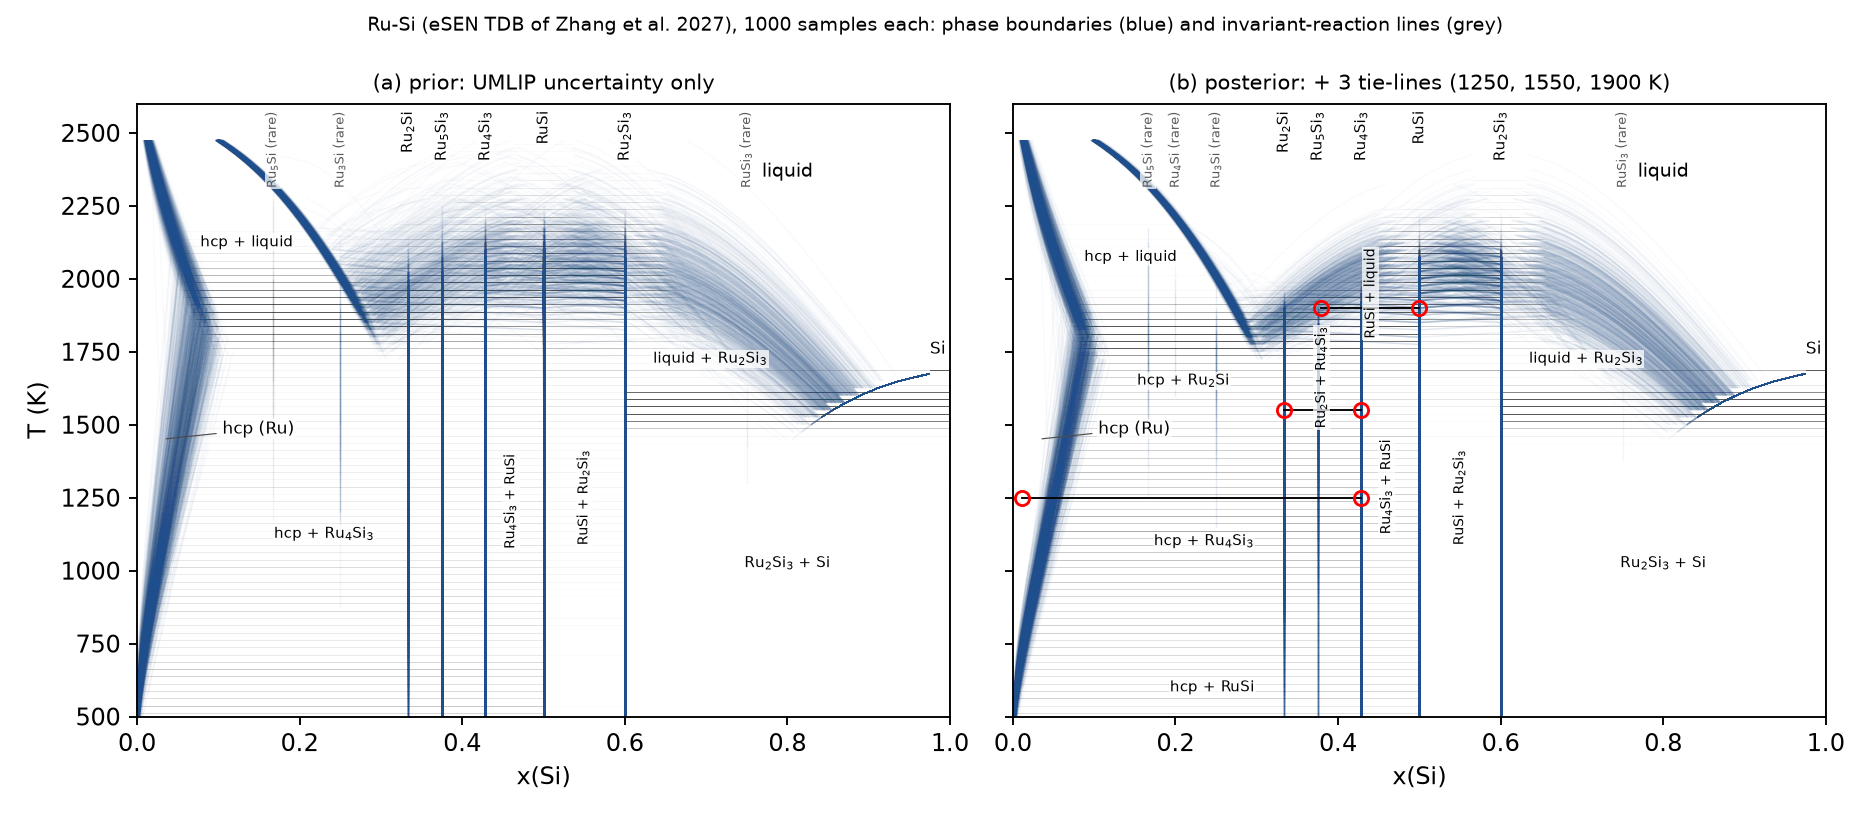 Ru-Si (eSEN TDB of Zhang et al. 2027), 1000 samples each: phase boundaries (blue) and invariant-reaction lines (grey)
(a) prior: UMLIP uncertainty only
T (K)
2500
2250
2000
1750
1500
1250
1000
750
500
Ru₅Si (rare)
Ru₃Si (rare)
Ru₂Si
Ru₅Si₃
Ru₄Si₃
RuSi
Ru₂Si₃
RuSi₃ (rare)
liquid
hcp + liquid
liquid + Ru₂Si₃
Si
hcp (Ru)
Ru₄Si₃ + RuSi
RuSi + Ru₂Si₃
hcp + Ru₄Si₃
Ru₂Si₃ + Si
0.0
0.2
0.4
0.6
0.8
1.0
x(Si)
(b) posterior: + 3 tie-lines (1250, 1550, 1900 K)
Ru₅Si (rare)
Ru₄Si (rare)
Ru₃Si (rare)
Ru₂Si
Ru₅Si₃
Ru₄Si₃
RuSi
Ru₂Si₃
RuSi₃ (rare)
liquid
hcp + liquid
RuSi + liquid
liquid + Ru₂Si₃
Si
hcp + Ru₂Si
Ru₂Si + Ru₄Si₃
hcp (Ru)
Ru₄Si₃ + RuSi
RuSi + Ru₂Si₃
hcp + Ru₄Si₃
Ru₂Si₃ + Si
hcp + RuSi
0.0
0.2
0.4
0.6
0.8
1.0
x(Si)